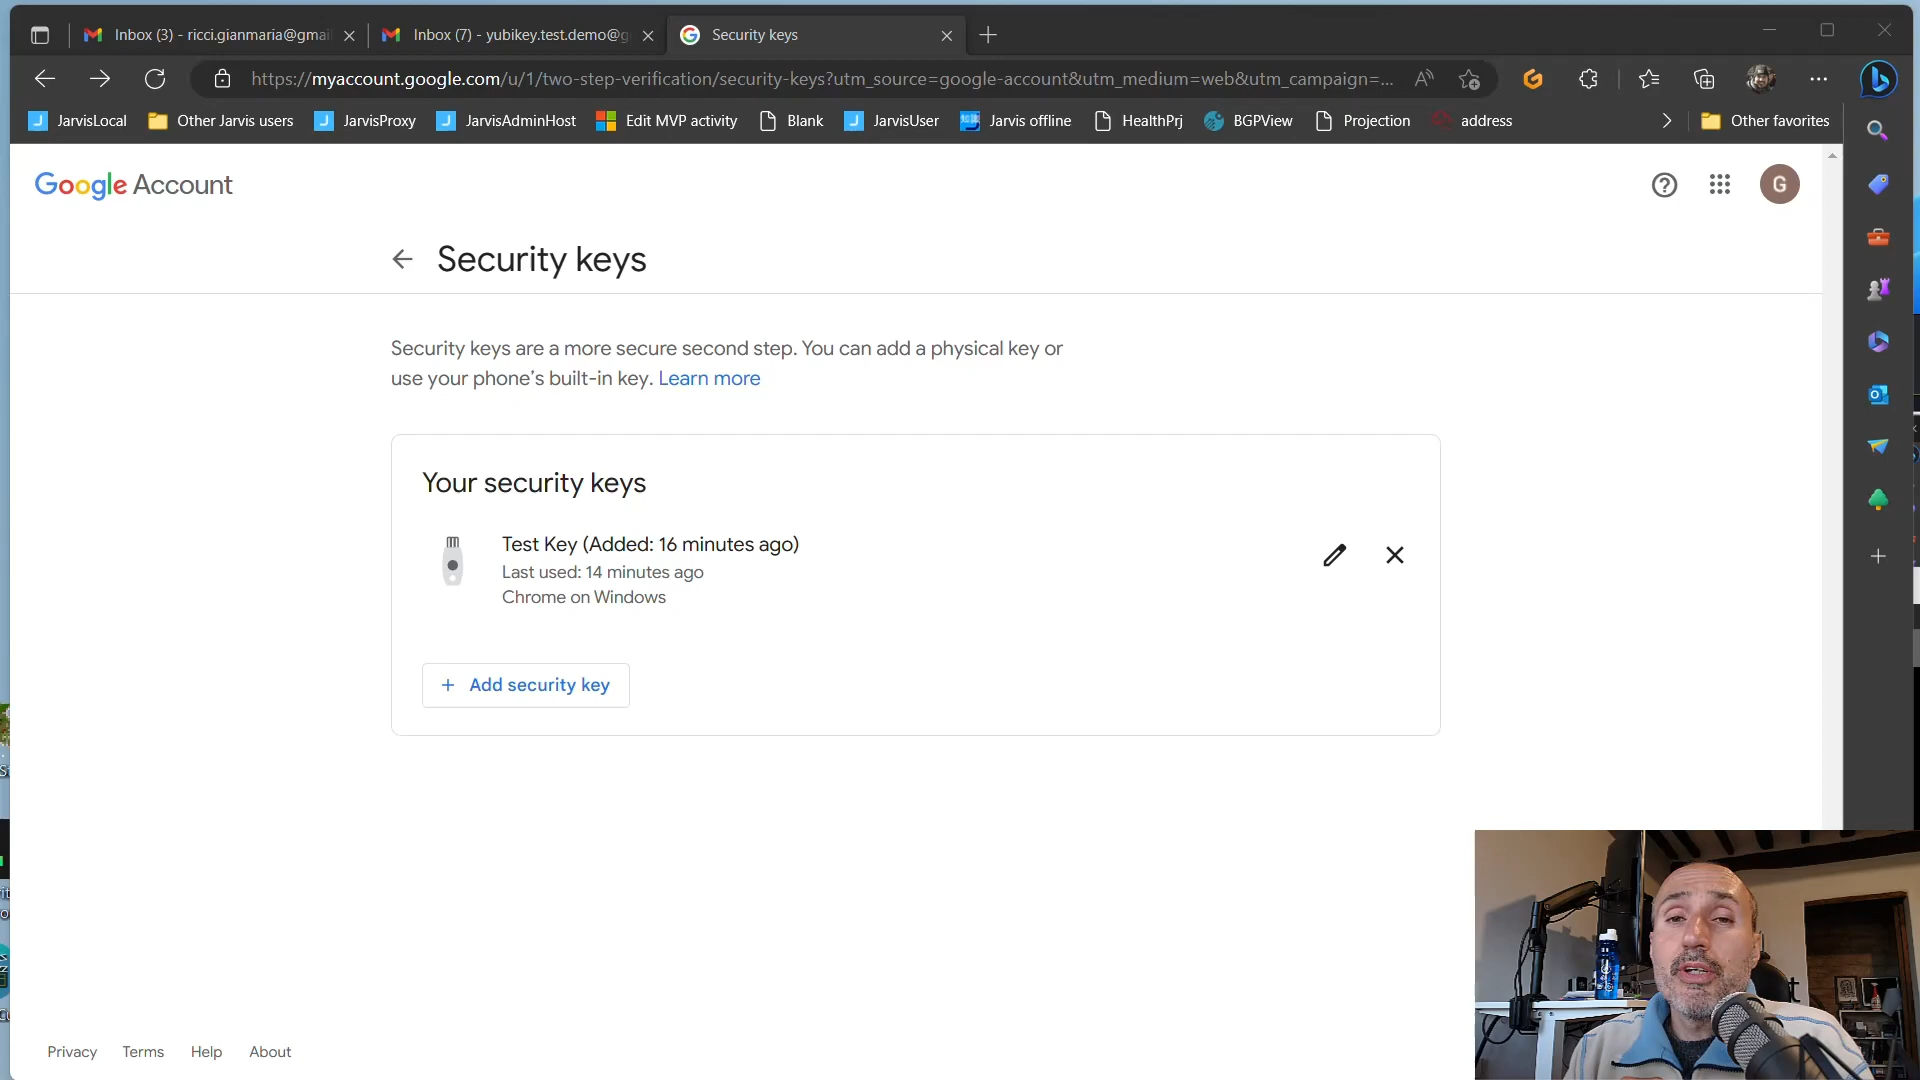 Inbox (3) - ricci.gianmaria@gmai
Inbox (7) - yubikey.test.demo@g
Security keys
https://myaccount.google.com/u/1/two-step-verification/security-keys?utm_source=google-account&utm_medium=web&utm_campaign=...
JarvisLocal
Other Jarvis users
JarvisProxy
JarvisAdminHost
Edit MVP activity
Blank
JarvisUser
Jarvis offline
HealthPrj
BGPView
Projection
address
Other favorites
Google Account
G
Security keys
Security keys are a more secure second step. You can add a physical key or
use your phone's built-in key. Learn more
Your security keys
Test Key (Added: 16 minutes ago)
Last used: 14 minutes ago
Chrome on Windows
+ Add security key
Privacy
Terms
Help
About